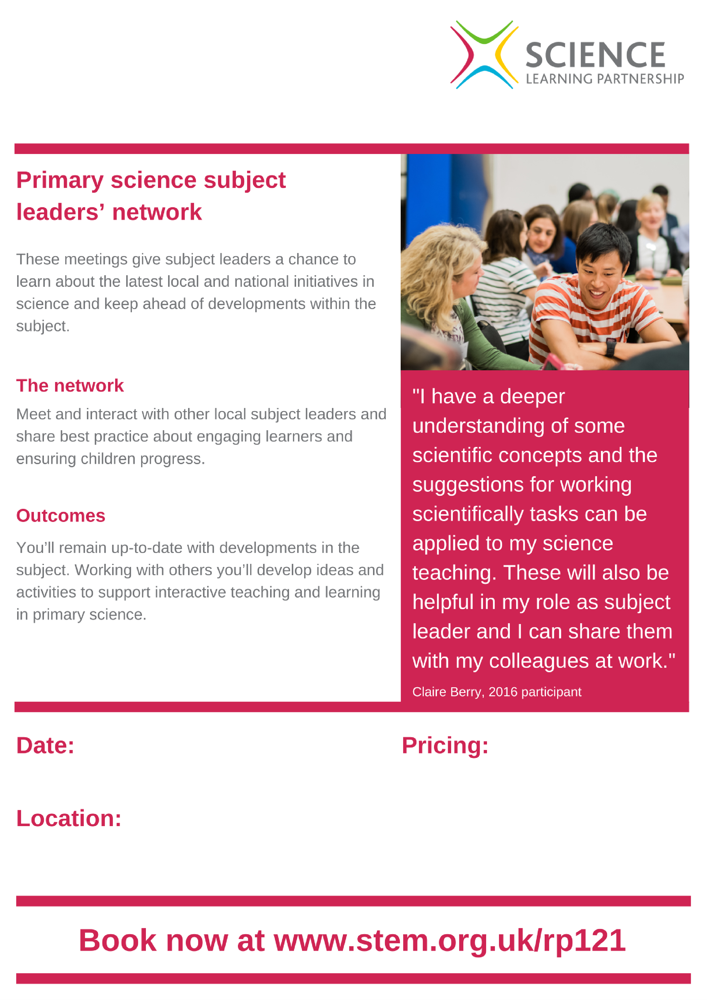 SCIENCE
LEARNING PARTNERSHIP
Primary science subject
leaders’ network
These meetings give subject leaders a chance to
learn about the latest local and national initiatives in
science and keep ahead of developments within the
subject.
The network
Meet and interact with other local subject leaders and
share best practice about engaging learners and
ensuring children progress.
Outcomes
You’ll remain up-to-date with developments in the
subject. Working with others you’ll develop ideas and
activities to support interactive teaching and learning
in primary science.
"I have a deeper
understanding of some
scientific concepts and the
suggestions for working
scientifically tasks can be
applied to my science
teaching. These will also be
helpful in my role as subject
leader and I can share them
with my colleagues at work."
Claire Berry, 2016 participant
Date:
Pricing:
Location:
Book now at www.stem.org.uk/rp121